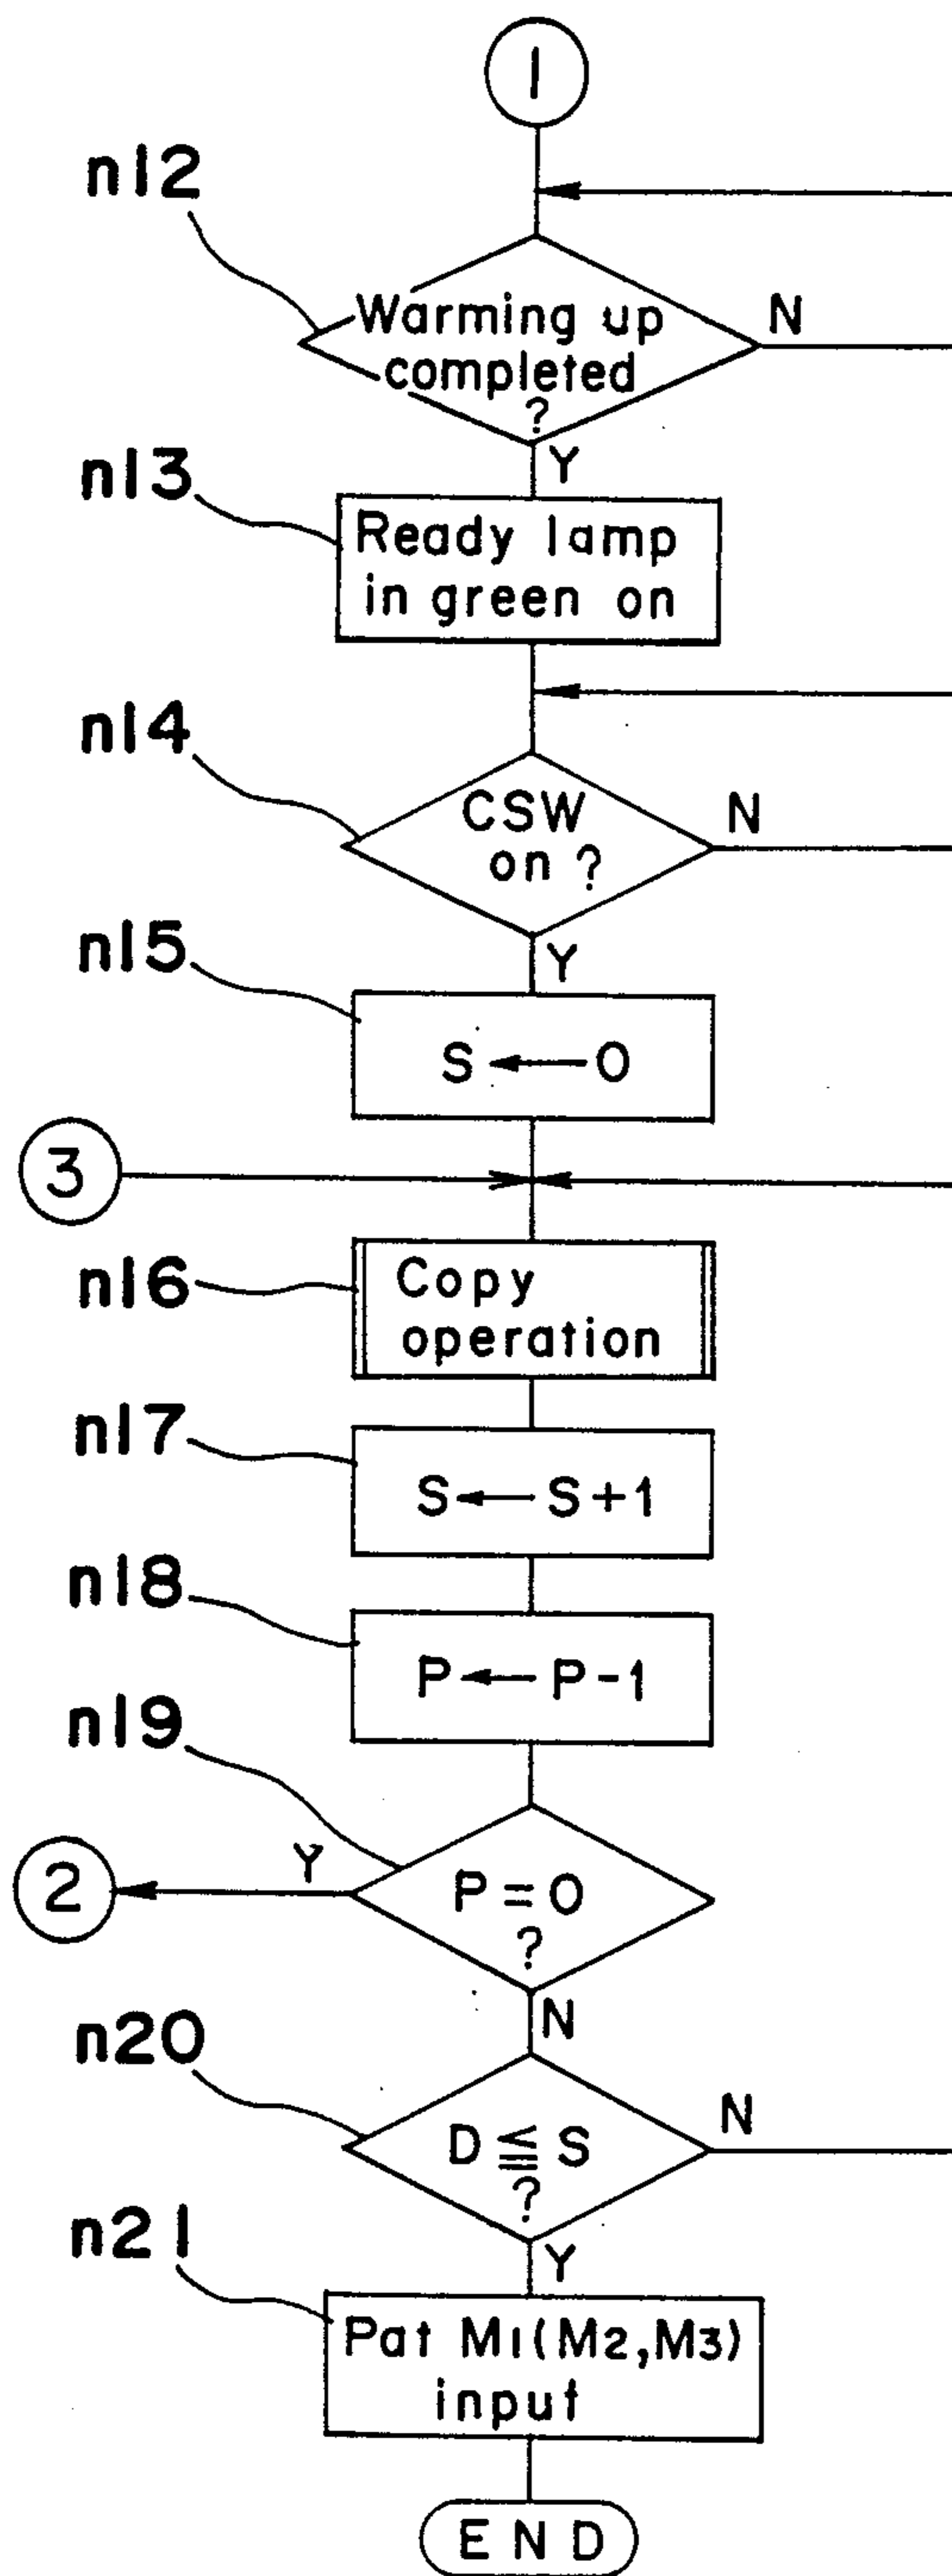 1
n12
Warming up
completed
?
N
Y
n13
Ready lamp
in green on
n14
CSW
on ?
N
Y
n15
S ← 0
3
n16
Copy
operation
n17
S ← S+1
n18
P ← P-1
n19
Y
2
P = 0
?
N
n20
D ≦ S
?
N
Y
n21
Pat M1(M2,M3)
input
END